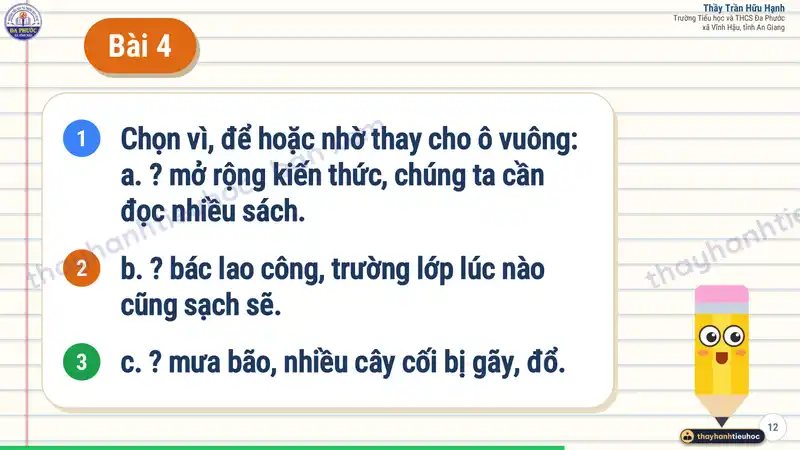 Thầy Trần Hữu Hạnh
Trường Tiểu học và THCS Đa Phước
xã Vĩnh Hậu, tỉnh An Giang
ĐA PHƯỚC
Bài 4
1
Chọn vì, để hoặc nhờ thay cho ô vuông:
a. ? mở rộng kiến thức, chúng ta cần
đọc nhiều sách.
2
b. ? bác lao công, trường lớp lúc nào
cũng sạch sẽ.
3
c. ? mưa bão, nhiều cây cối bị gãy, đổ.
thayhanhtieuhoc
12